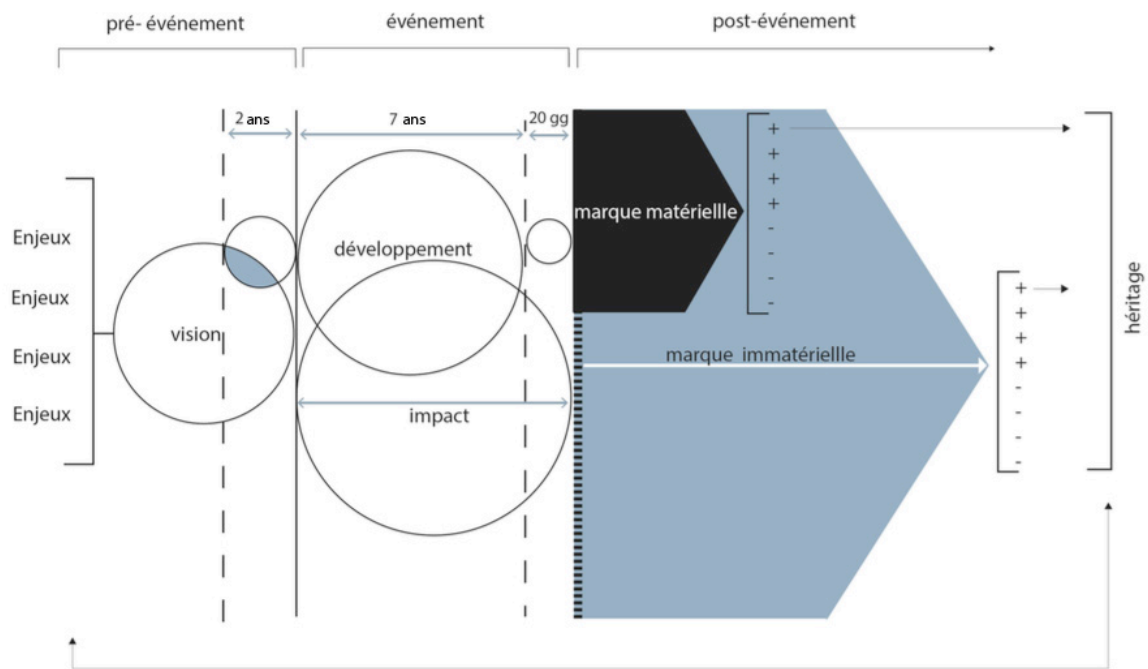 pré- événement
événement
post-événement
2 ans
7 ans
20 gg
+
+
+
+
-
-
-
-
marque matérielle
Enjeux
Enjeux
Enjeux
Enjeux
vision
développement
impact
marque immatérielle
+
+
+
+
-
-
-
-
héritage